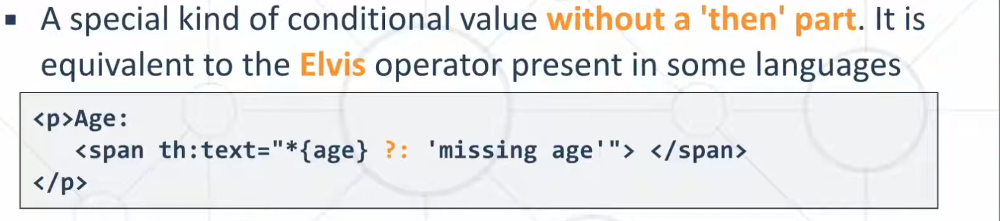 ▪ A special kind of conditional value without a 'then' part. It is
equivalent to the Elvis operator present in some languages
<p>Age:
   <span th:text="*{age} ?: 'missing age'"> </span>
</p>